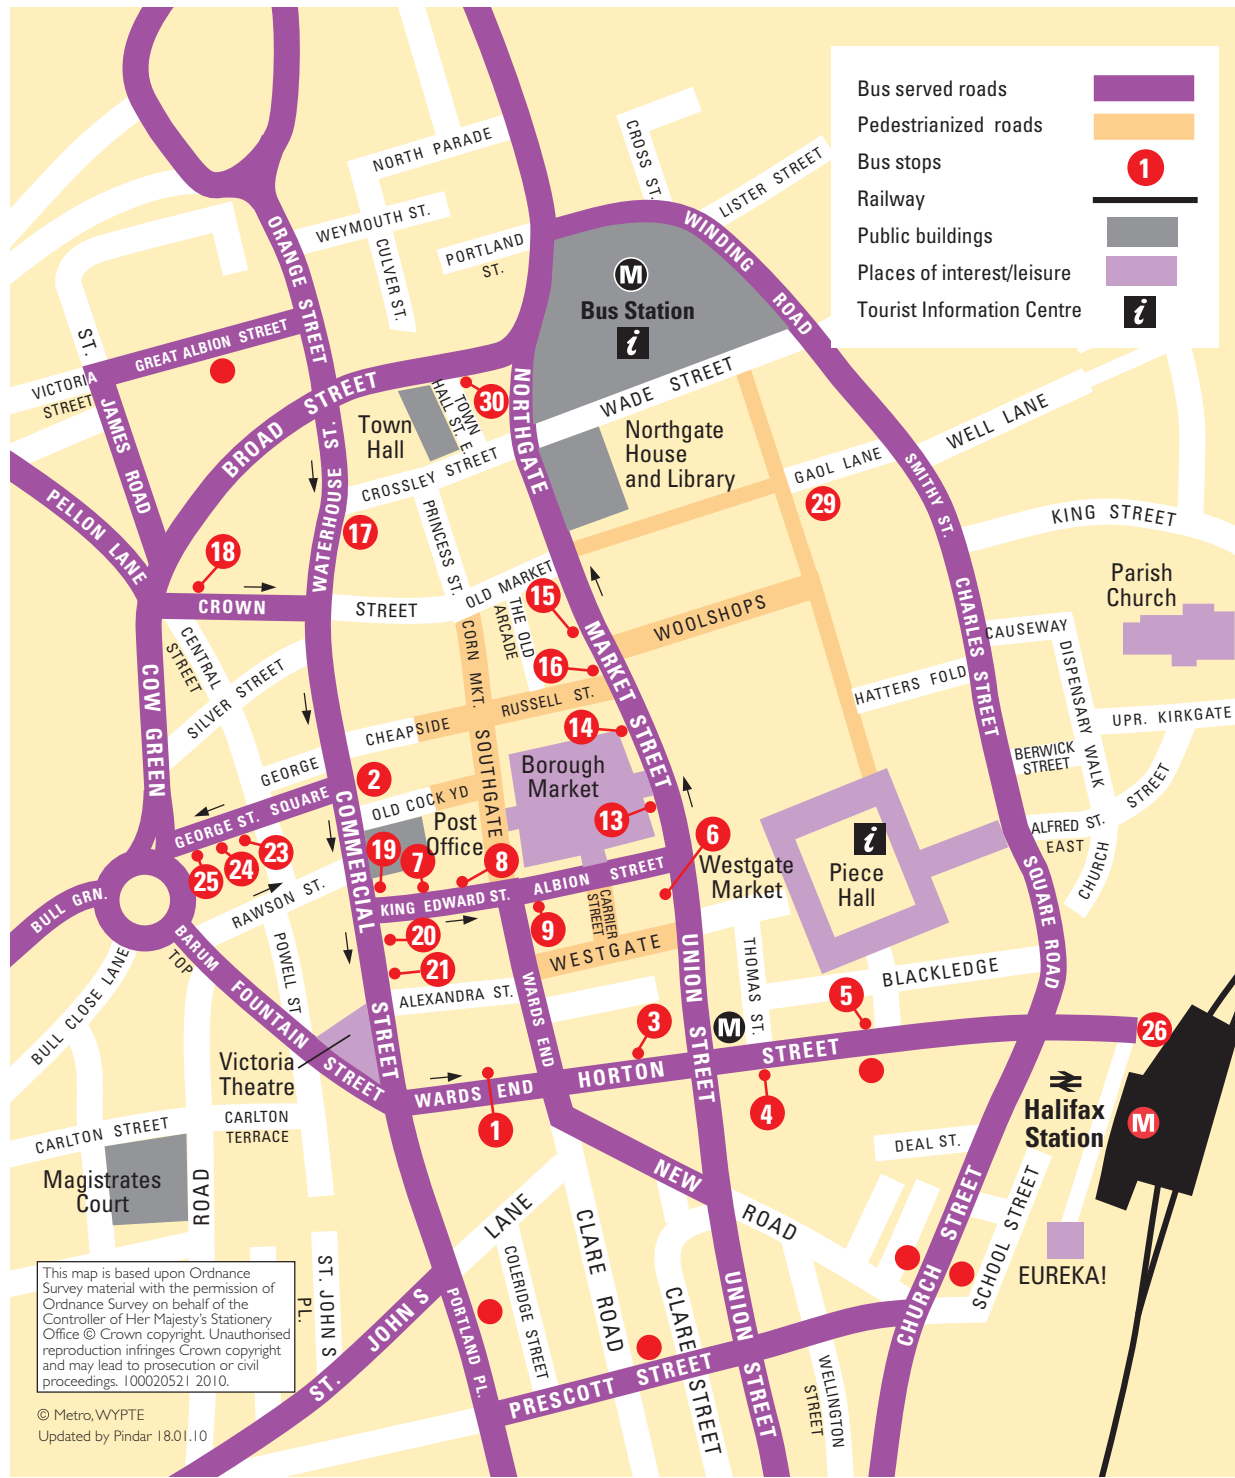 Bus served roads
Pedestrianized roads
Bus stops
1
Railway
Public buildings
Places of interest/leisure
Tourist Information Centre
i
CROSS ST.
LISTER STREET
NORTH PARADE
WEYMOUTH ST.
CULVER ST.
PORTLAND
ST.
WINDING ROAD
ORANGE STREET
M
Bus Station
i
ST.
JAMES ROAD
GREAT ALBION STREET
VICTORIA
STREET
BROAD STREET
30
NORTHGATE
WADE STREET
TOWN
HALL ST. E.
Town
Hall
Northgate
House
and Library
WELL LANE
GAOL LANE
29
SMITHY ST.
KING STREET
CROSSLEY STREET
WATERHOUSE ST.
PRINCESS ST.
17
PELLON LANE
18
CROWN
STREET
OLD MARKET
THE OLD
ARCADE
15
16
WOOLSHOPS
Parish
Church
CHARLES STREET
CAUSEWAY
DISPENSARY WALK
HATTERS FOLD
UPR. KIRKGATE
BERWICK
STREET
CENTRAL
STREET
SILVER STREET
COW GREEN
CORN MKT.
RUSSELL ST.
CHEAPSIDE
GEORGE
MARKET STREET
14
SOUTHGATE
Borough
Market
2
OLD COCK YD
13
GEORGE ST. SQUARE
COMMERCIAL
STREET
Post
Office
19
7
8
6
Westgate
Market
i
Piece
Hall
ALFRED ST.
EAST
CHURCH STREET
SQUARE ROAD
23
24
25
RAWSON ST.
KING EDWARD ST.
ALBION STREET
9
CARRIER
STREET
BULL GRN.
BARUM
TOP
20
21
WESTGATE
UNION STREET
THOMAS ST.
BLACKLEDGE
POWELL ST
FOUNTAIN STREET
ALEXANDRA ST.
WARDS END
BULL CLOSE LANE
3
M
5
26
Victoria
Theatre
WARDS END
HORTON
STREET
1
4
Halifax
Station
M
CARLTON STREET
CARLTON
TERRACE
DEAL ST.
Magistrates
Court
ROAD
NEW
ROAD
SCHOOL STREET
EUREKA!
LANE
COLERIDGE STREET
CLARE ROAD
CLARE STREET
UNION STREET
CHURCH STREET
ST. JOHN S
PL.
PORTLAND PL.
ST. JOHN S
PRESCOTT STREET
WELLINGTON
STREET
This map is based upon Ordnance
Survey material with the permission of
Ordnance Survey on behalf of the
Controller of Her Majesty's Stationery
Office © Crown copyright. Unauthorised
reproduction infringes Crown copyright
and may lead to prosecution or civil
proceedings. 100020521 2010.
© Metro, WYPTE
Updated by Pindar 18.01.10